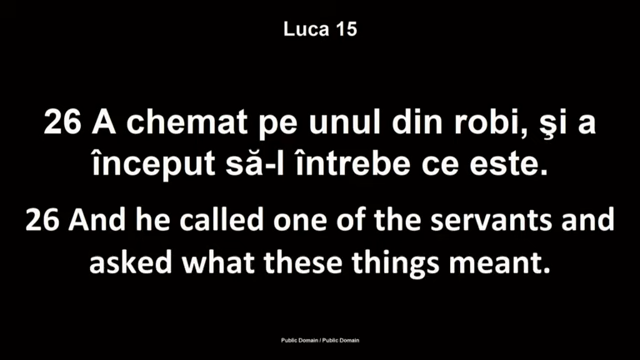 Luca 15
26 A chemat pe unul din robi, şi a
început să-l întrebe ce este.
26 And he called one of the servants and
asked what these things meant.
Public Domain / Public Domain